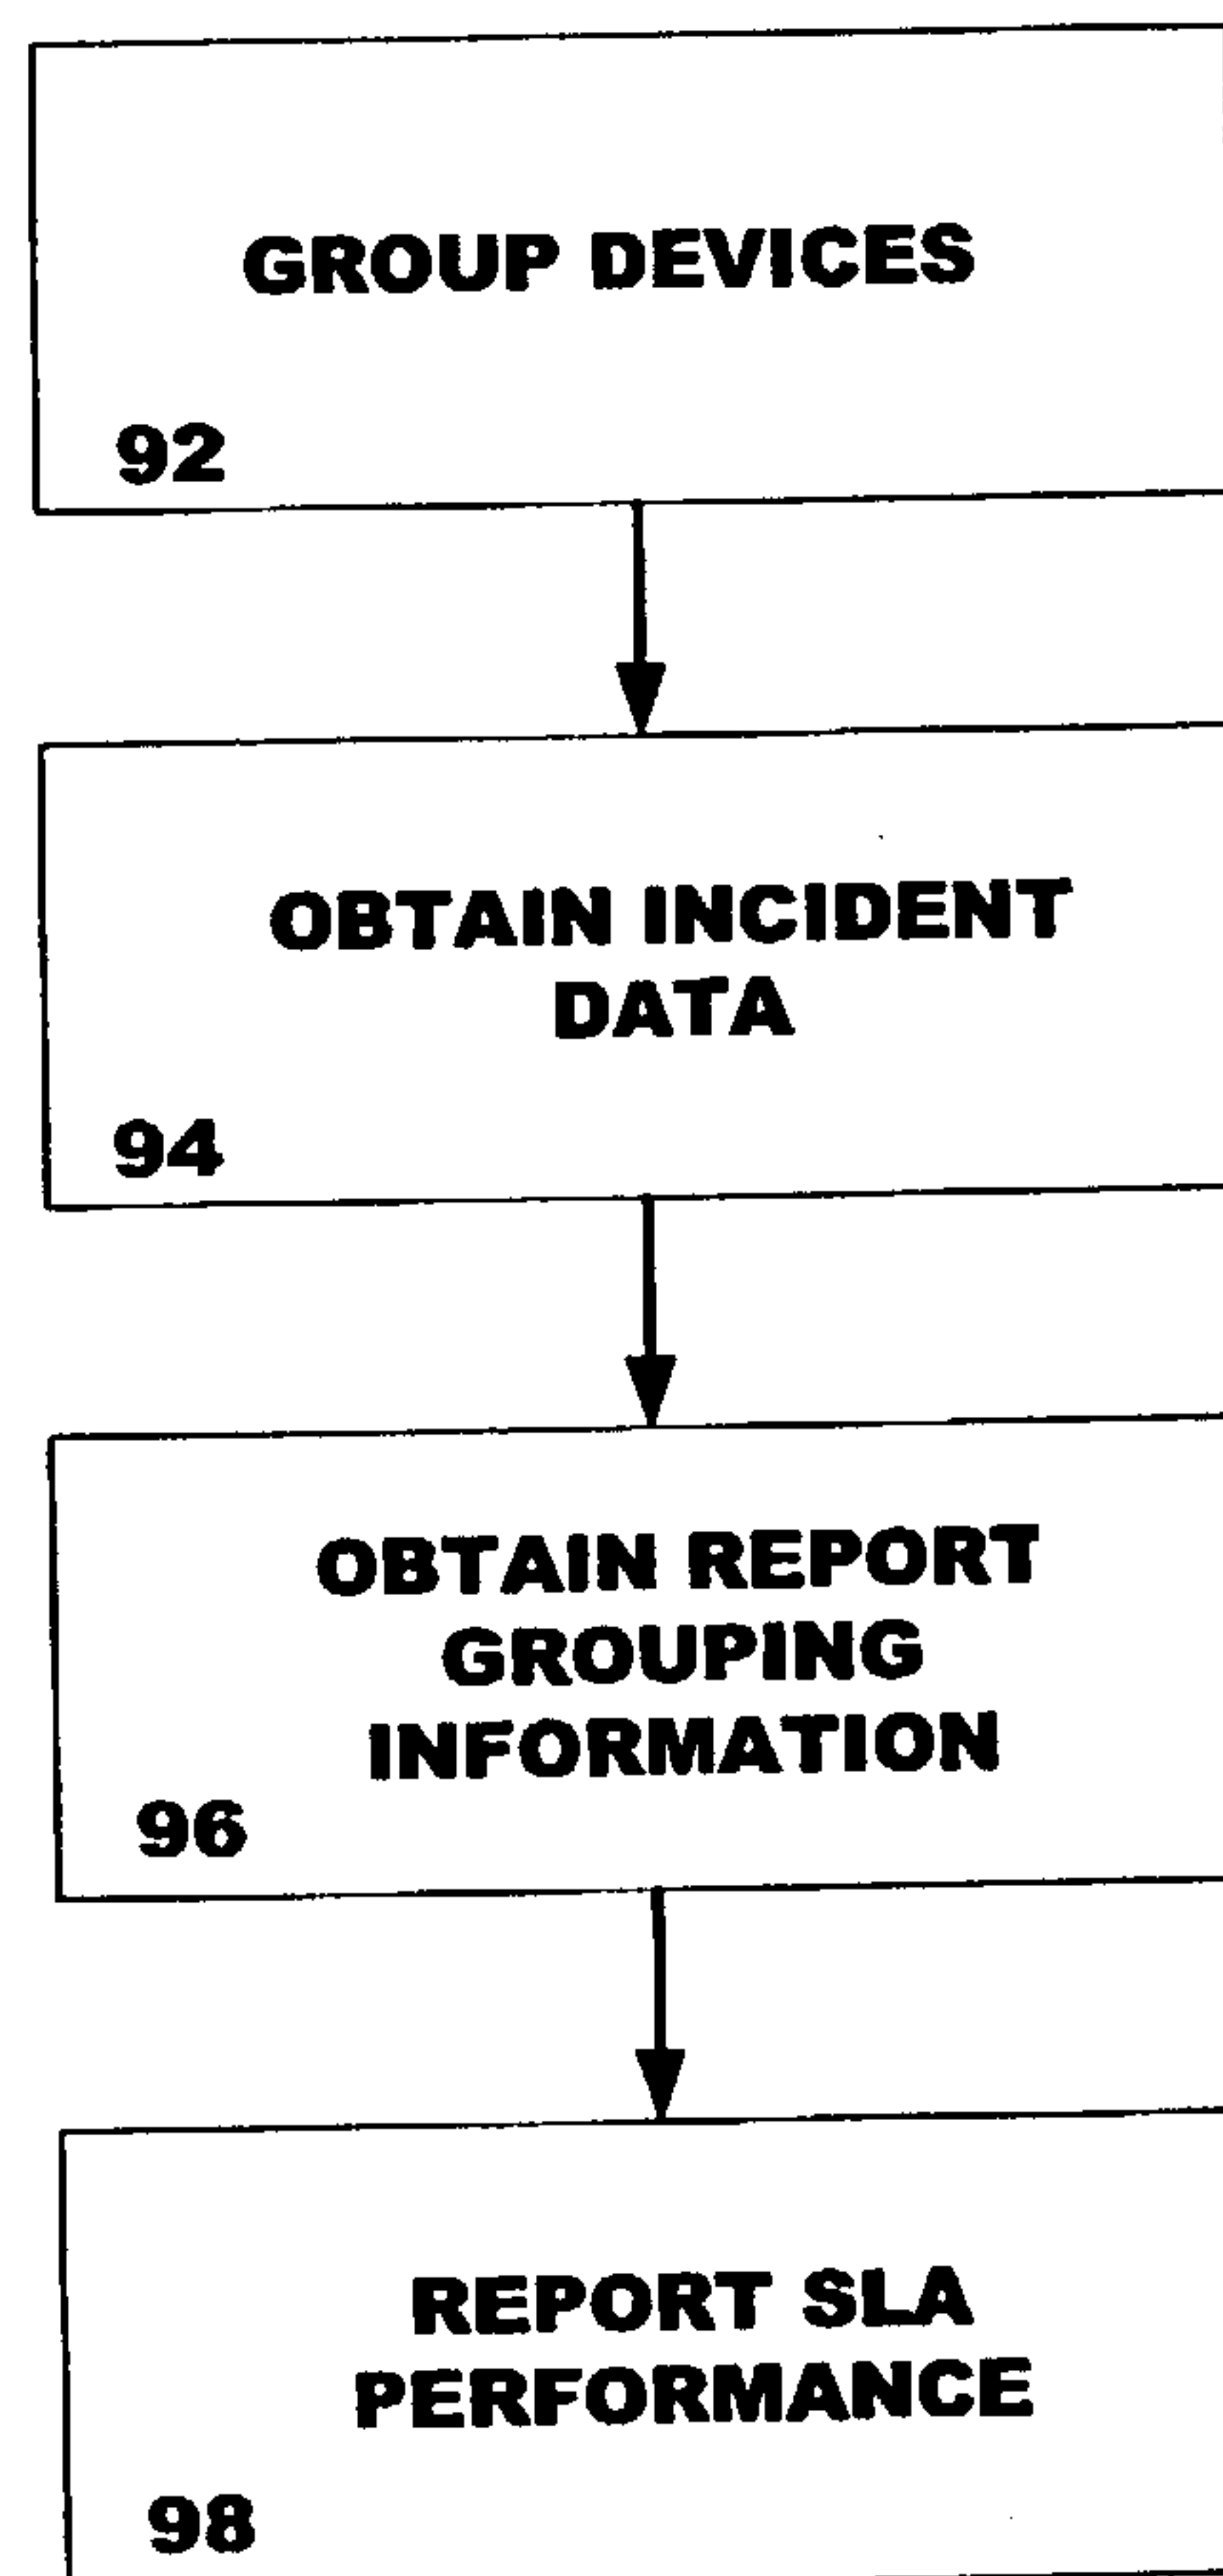 GROUP DEVICES
92
OBTAIN INCIDENT
DATA
94
OBTAIN REPORT
GROUPING
INFORMATION
96
REPORT SLA
PERFORMANCE
98